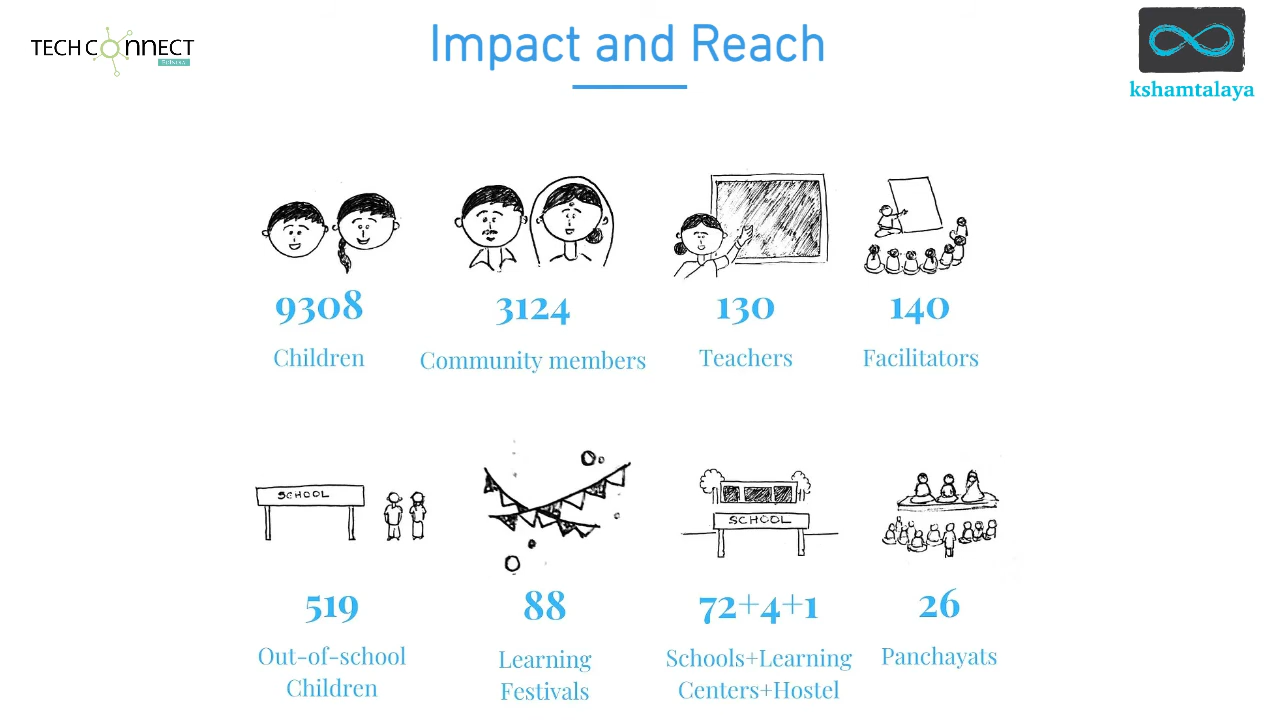 TECH CONNECT
Impact and Reach
kshamtalaya
9308
3124
130
140
Children
Community members
Teachers
Facilitators
SCHOOL
SCHOOL
519
88
72+4+1
26
Out-of-school
Children
Learning
Festivals
Schools+Learning
Centers+Hostel
Panchayats